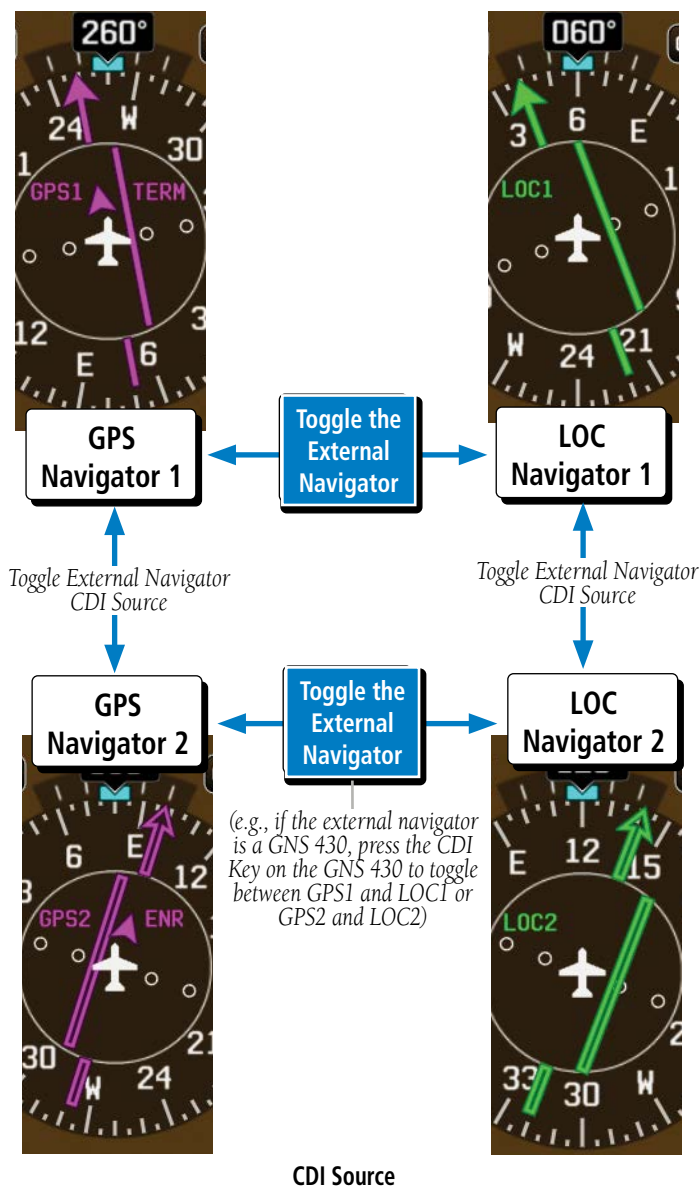 260°
24
W
30
1
GPS1
TERM
12
E
6
3
060°
3
6
E
1
LOC1
W
24
21
GPS
Navigator 1
Toggle the
External
Navigator
LOC
Navigator 1
Toggle External Navigator
CDI Source
Toggle External Navigator
CDI Source
GPS
Navigator 2
Toggle the
External
Navigator
LOC
Navigator 2
(e.g., if the external navigator
is a GNS 430, press the CDI
Key on the GNS 430 to toggle
between GPS1 and LOC1 or
GPS2 and LOC2)
6
E
12
GPS2
ENR
30
W
24
21
E
12
15
LOC2
2
33
30
W
CDI Source